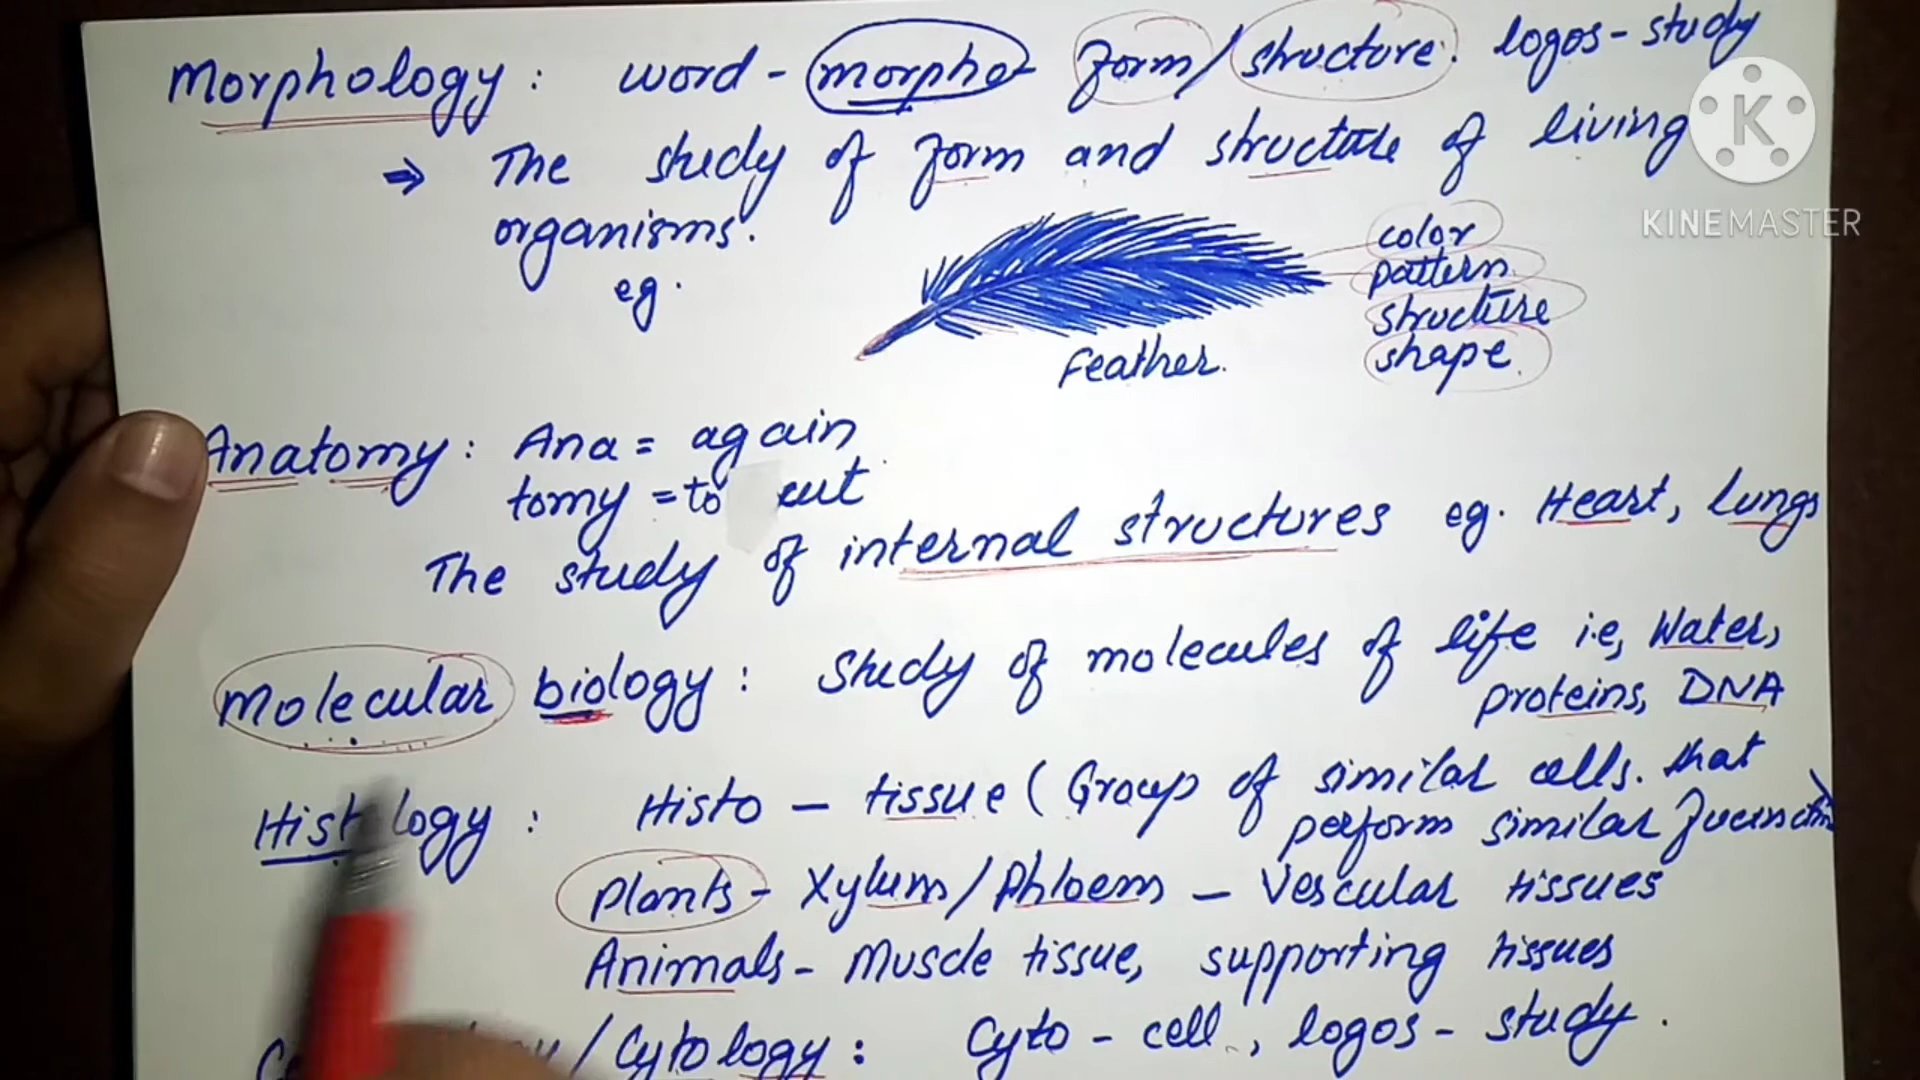 Morphology: word - morphe form/structure. logos-study
⇒ The study of form and structure of living
organisms.
eg.
color
pattern
structure
shape.
Feather.
K
KINEMASTER
Anatomy: Ana = again
tomy = to cut
The study of internal structures eg. Heart, Lungs
Molecular biology: Study of molecules of life i.e, Water,
proteins, DNA
Histology: Histo - tissue (Group of similar cells. that
perform similar
Plants - Xylum/Phloem - Vescular tissues
Animals - Muscle tissue, supporting tissues
/Cytology: Cyto - cell, logos - study.